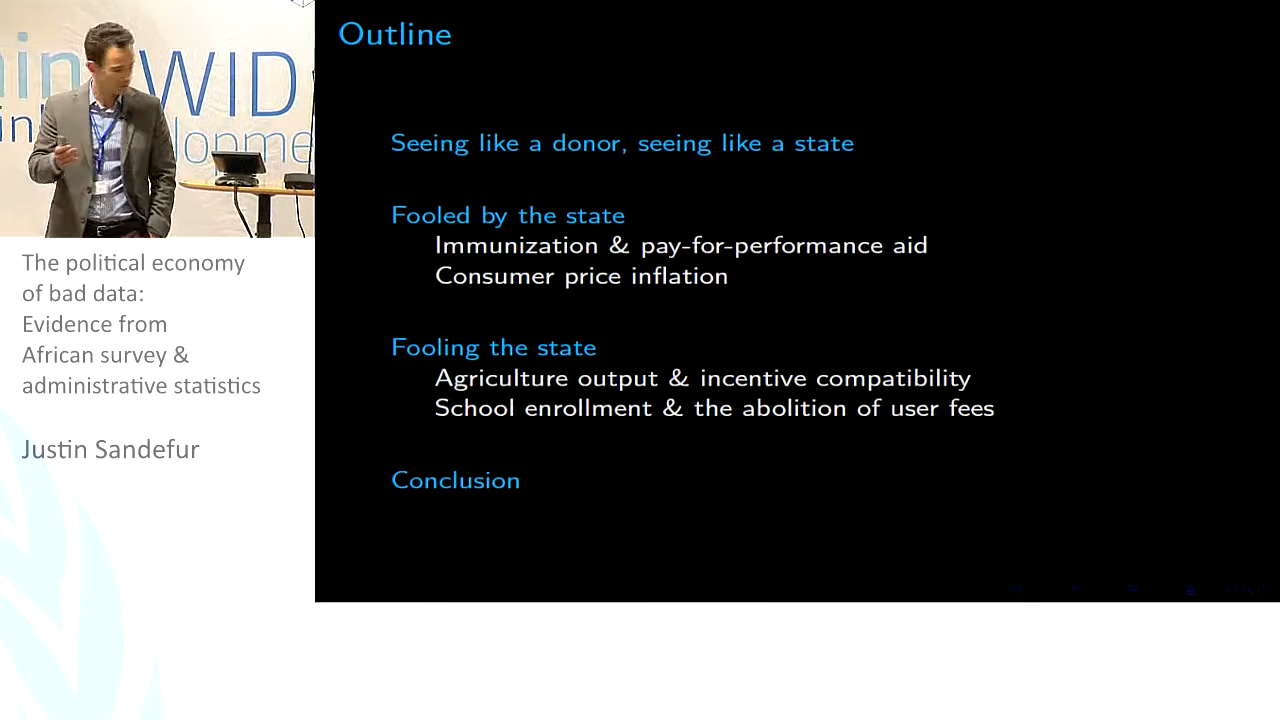 WID
The political economy
of bad data:
Evidence from
African survey &
administrative statistics
Justin Sandefur
Outline
Seeing like a donor, seeing like a state
Fooled by the state
Immunization & pay-for-performance aid
Consumer price inflation
Fooling the state
Agriculture output & incentive compatibility
School enrollment & the abolition of user fees
Conclusion